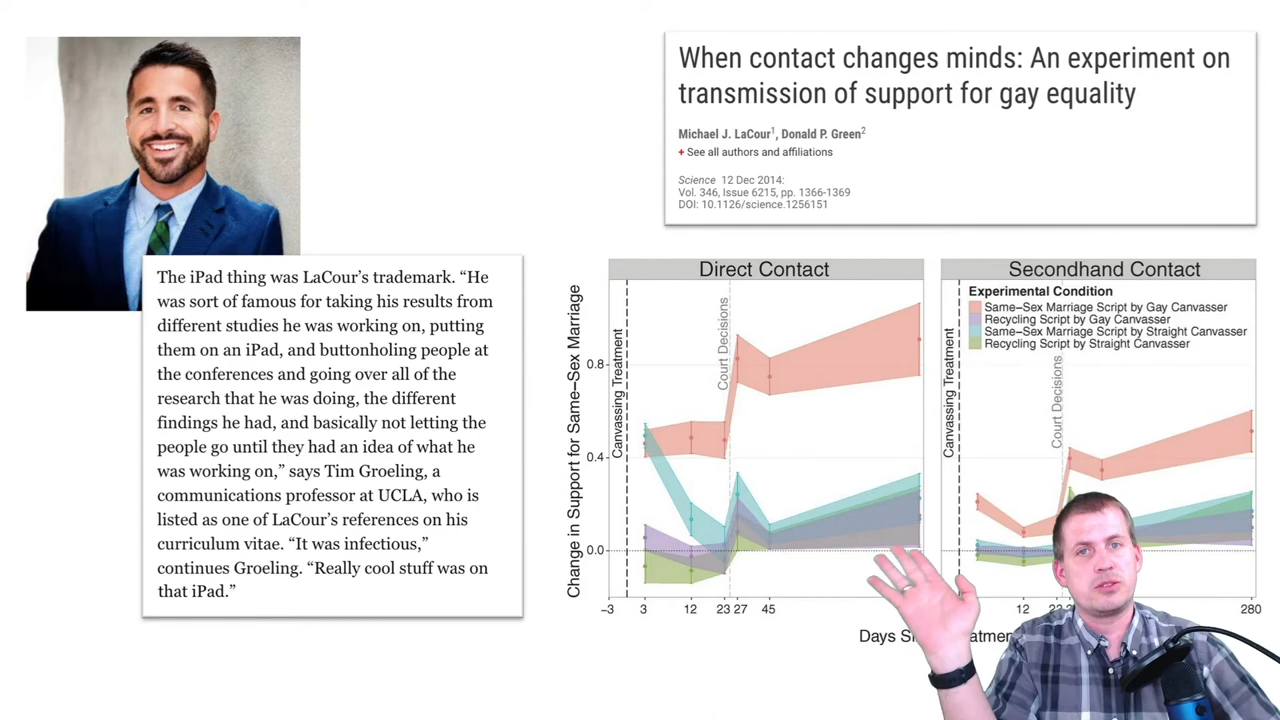 When contact changes minds: An experiment on
transmission of support for gay equality
Michael J. LaCour1, Donald P. Green2
+ See all authors and affiliations
Science 12 Dec 2014:
Vol. 346, Issue 6215, pp. 1366-1369
DOI: 10.1126/science.1256151
The iPad thing was LaCour’s trademark. “He
was sort of famous for taking his results from
different studies he was working on, putting
them on an iPad, and buttonholing people at
the conferences and going over all of the
research that he was doing, the different
findings he had, and basically not letting the
people go until they had an idea of what he
was working on,” says Tim Groeling, a
communications professor at UCLA, who is
listed as one of LaCour’s references on his
curriculum vitae. “It was infectious,”
continues Groeling. “Really cool stuff was on
that iPad.”
Direct Contact
Secondhand Contact
Change in Support for Same–Sex Marriage
0.8
0.4
0.0
Canvassing Treatment
Court Decisions
Canvassing Treatment
Court Decisions
Experimental Condition
Same–Sex Marriage Script by Gay Canvasser
Recycling Script by Gay Canvasser
Same–Sex Marriage Script by Straight Canvasser
Recycling Script by Straight Canvasser
−3 3 12 23 27 45
12 280
Days